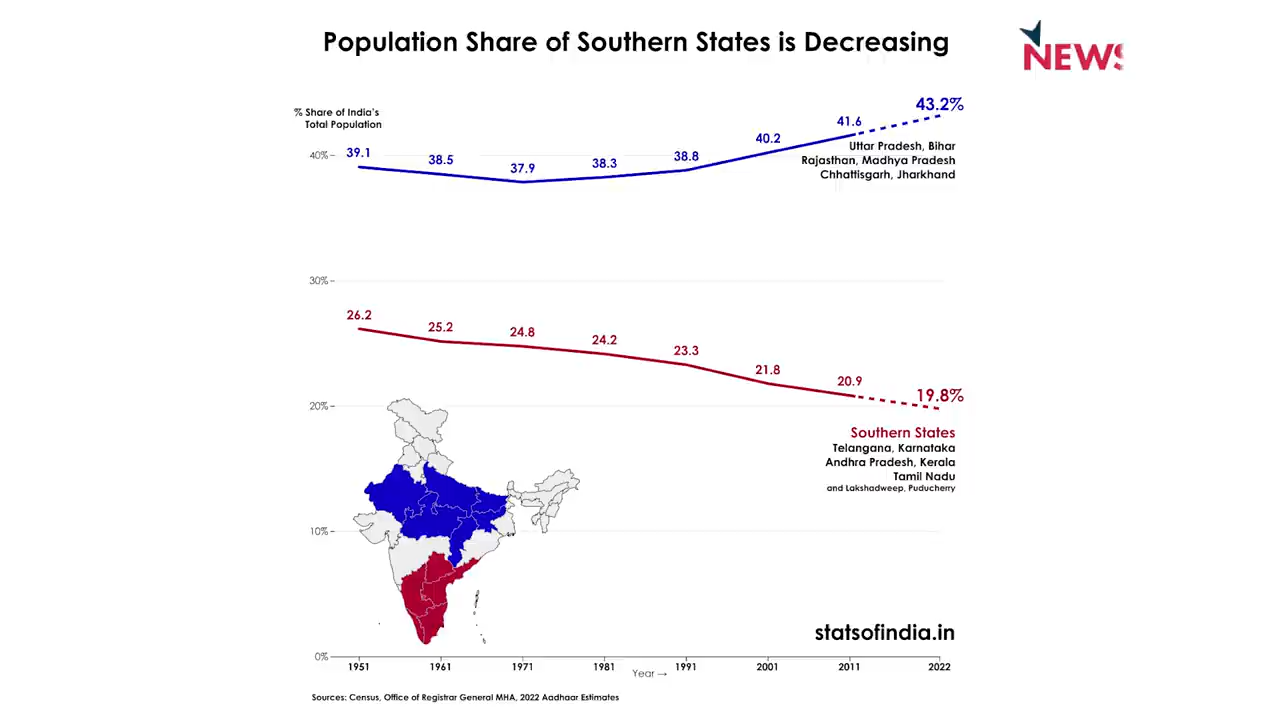 Population Share of Southern States is Decreasing
NEWS
% Share of India's
Total Population
43.2%
41.6
40.2
38.8
38.3
37.9
38.5
39.1
40%
Uttar Pradesh, Bihar
Rajasthan, Madhya Pradesh
Chhattisgarh, Jharkhand
30%
26.2
25.2
24.8
24.2
23.3
21.8
20.9
19.8%
20%
Southern States
Telangana, Karnataka
Andhra Pradesh, Kerala
Tamil Nadu
and Lakshadweep, Puducherry
10%
statsofindia.in
0%
1951 1961 1971 1981 1991 2001 2011 2022
Year →
Sources: Census, Office of Registrar General MHA, 2022 Aadhaar Estimates